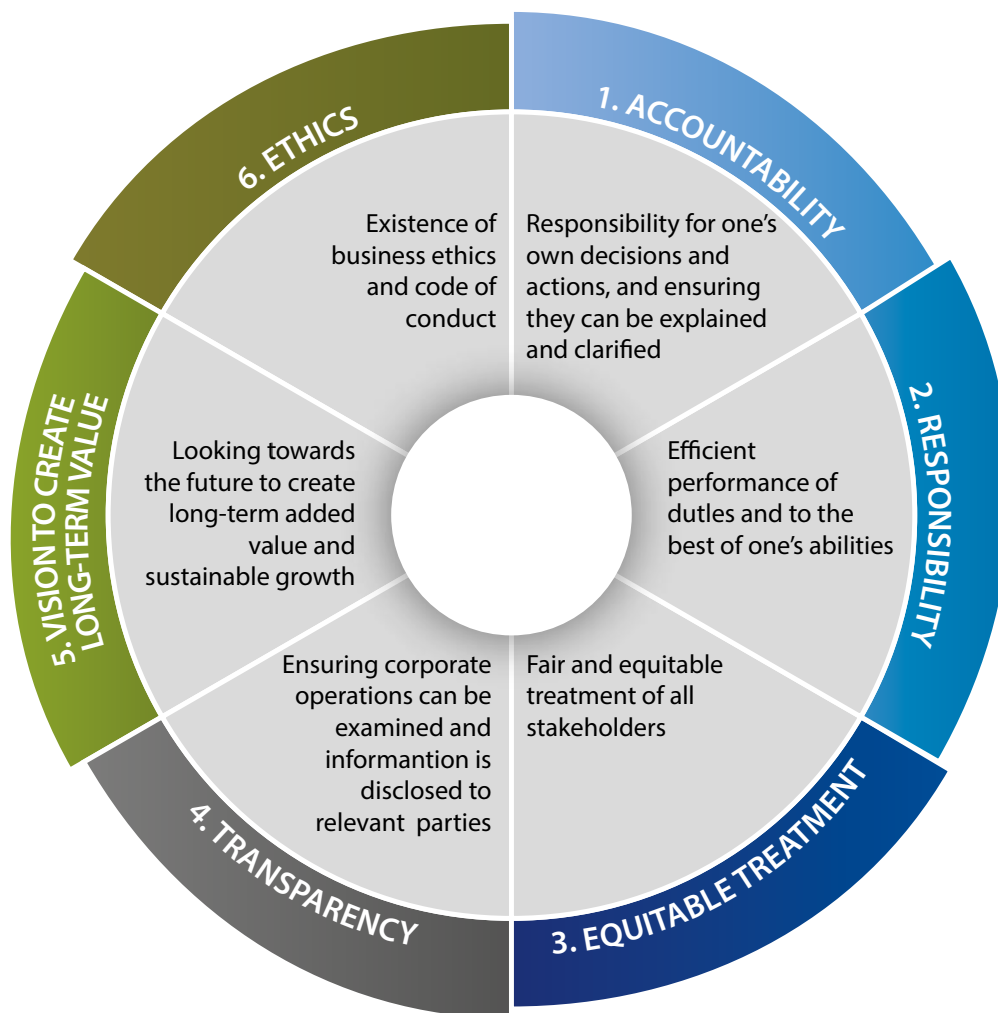 1. ACCOUNTABILITY
Responsibility for one’s
own decisions and
actions, and ensuring
they can be explained
and clarified
2. RESPONSIBILITY
Efficient
performance of
dutles and to the
best of one’s abilities
3. EQUITABLE TREATMENT
Fair and equitable
treatment of all
stakeholders
4. TRANSPARENCY
Ensuring corporate
operations can be
examined and
informantion is
disclosed to
relevant parties
5. VISION TO CREATE
LONG-TERM VALUE
Looking towards
the future to create
long-term added
value and
sustainable growth
6. ETHICS
Existence of
business ethics
and code of
conduct